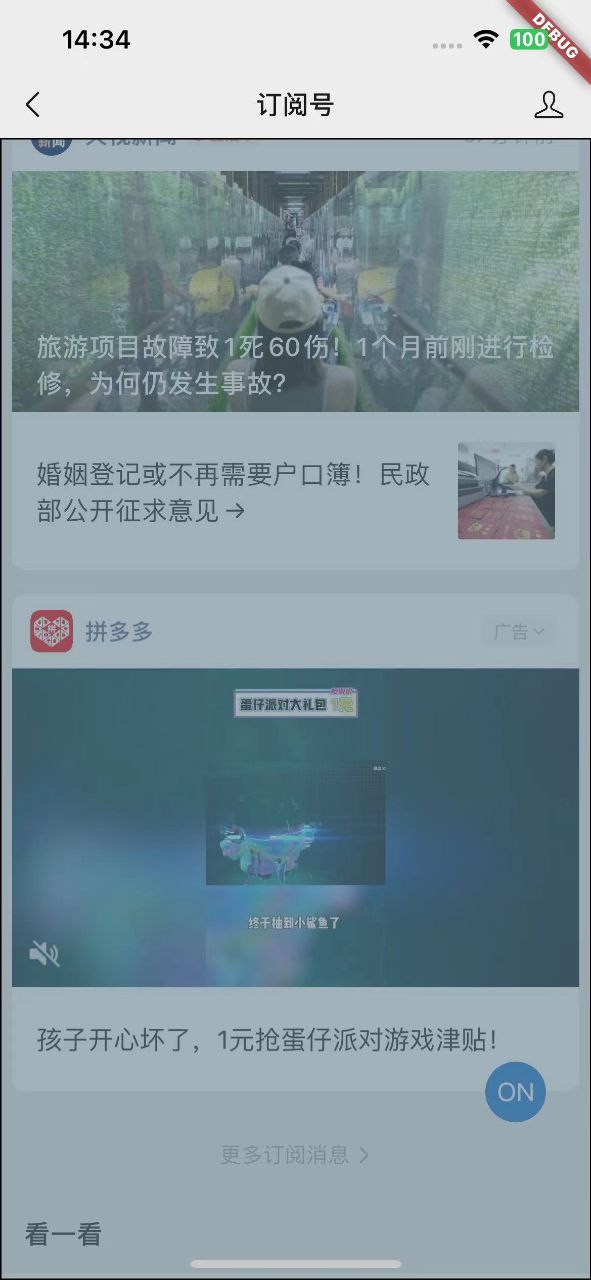 14:34
100
DEBUG
订阅号
旅游项目故障致1死60伤！1个月前刚进行检
修，为何仍发生事故？
婚姻登记或不再需要户口簿！民政
部公开征求意见→
拼多多
广告
蛋仔派对大礼包 1元
终于抽到小鲨鱼了
孩子开心坏了，1元抢蛋仔派对游戏津贴！
ON
更多订阅消息
看一看